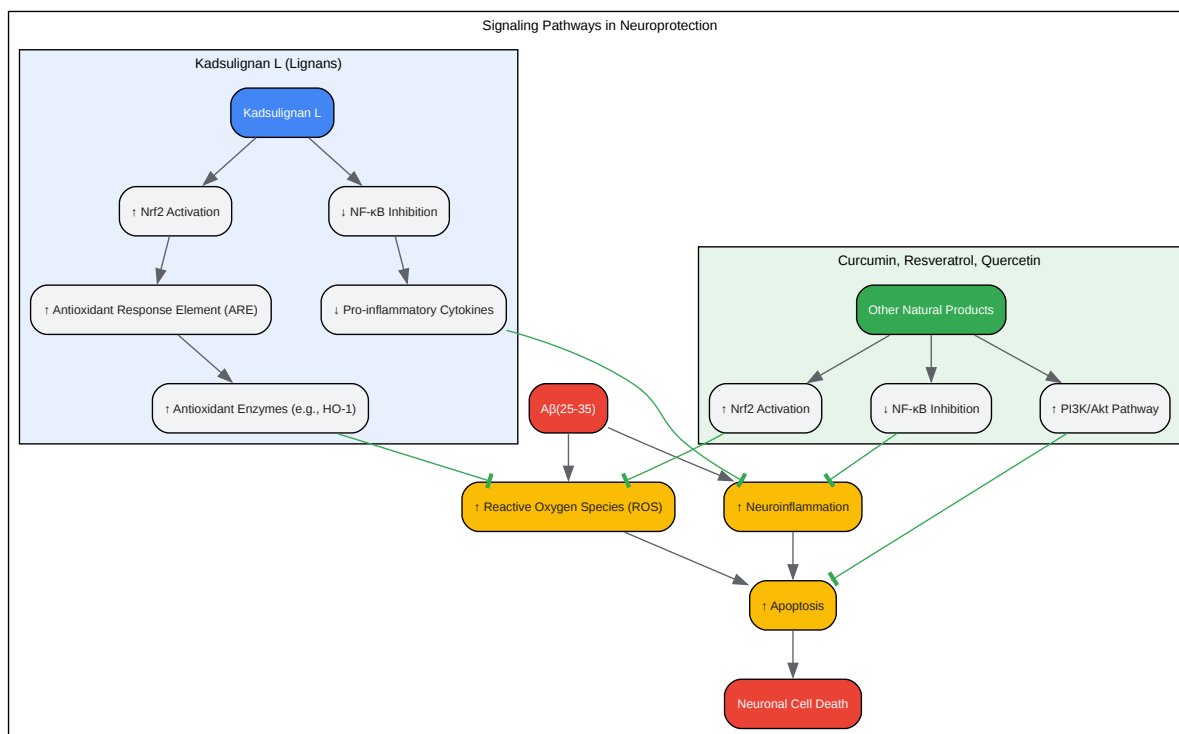 Signaling Pathways in Neuroprotection
Kadsulignan L (Lignans)
Kadsulignan L
↑ Nrf2 Activation
↓ NF-κB Inhibition
↑ Antioxidant Response Element (ARE)
↓ Pro-inflammatory Cytokines
↑ Antioxidant Enzymes (e.g., HO-1)
Curcumin, Resveratrol, Quercetin
Other Natural Products
↑ Nrf2 Activation
↓ NF-κB Inhibition
↑ PI3K/Akt Pathway
Aβ(25-35)
↑ Reactive Oxygen Species (ROS)
↑ Neuroinflammation
↑ Apoptosis
Neuronal Cell Death